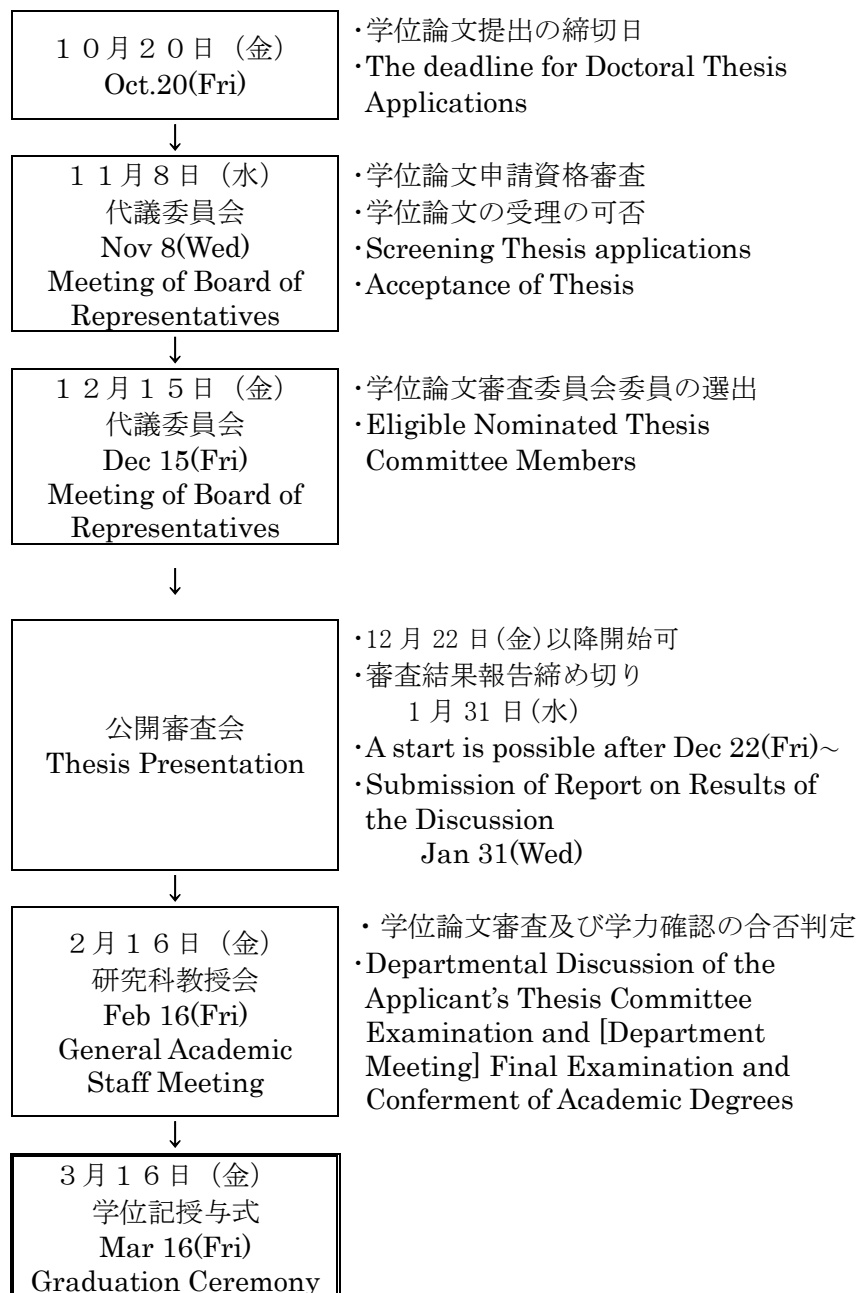 １０月２０日（金）
Oct.20(Fri)
･学位論文提出の締切日
･The deadline for Doctoral Thesis
Applications
↓
１１月８日（水）
代議委員会
Nov 8(Wed)
Meeting of Board of
Representatives
･学位論文申請資格審査
･学位論文の受理の可否
･Screening Thesis applications
･Acceptance of Thesis
↓
１２月１５日（金）
代議委員会
Dec 15(Fri)
Meeting of Board of
Representatives
･学位論文審査委員会委員の選出
･Eligible Nominated Thesis
Committee Members
↓
公開審査会
Thesis Presentation
･12 月 22 日(金)以降開始可
･審査結果報告締め切り
1 月 31 日(水)
･A start is possible after Dec 22(Fri)~
･Submission of Report on Results of
the Discussion
Jan 31(Wed)
↓
２月１６日（金）
研究科教授会
Feb 16(Fri)
General Academic
Staff Meeting
・学位論文審査及び学力確認の合否判定
･Departmental Discussion of the
Applicant’s Thesis Committee
Examination and [Department
Meeting] Final Examination and
Conferment of Academic Degrees
↓
３月１６日（金）
学位記授与式
Mar 16(Fri)
Graduation Ceremony